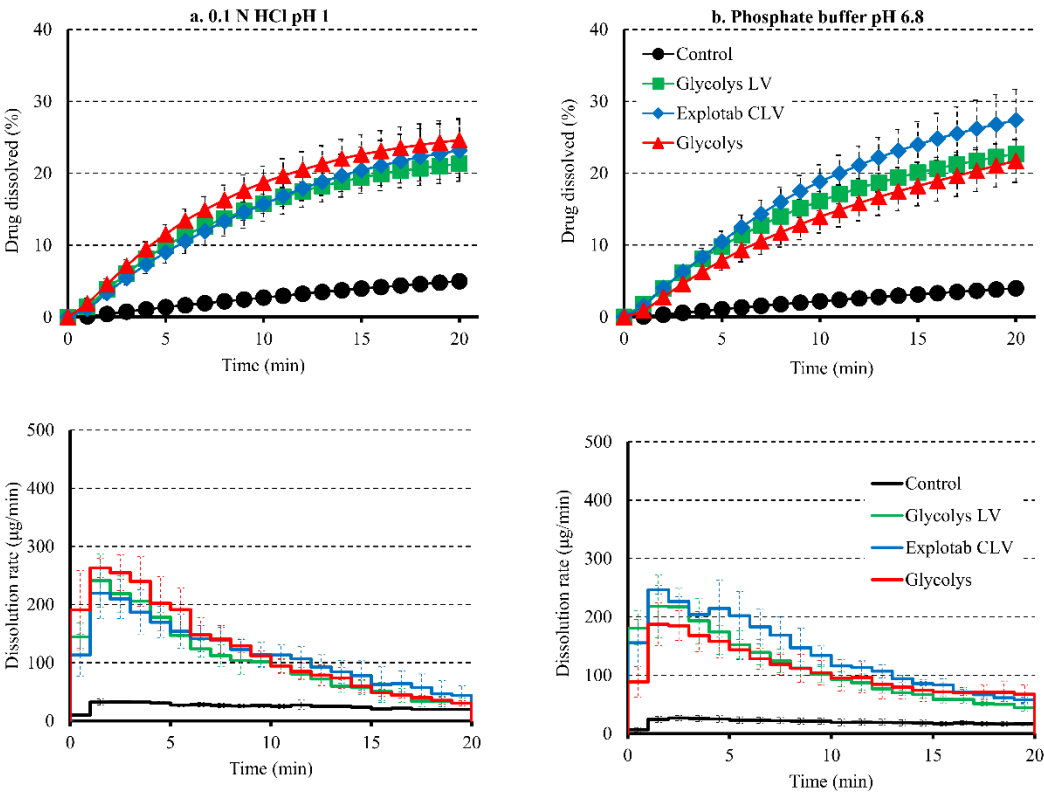 a. 0.1 N HCl pH 1
40
30
20
10
0
Drug dissolved (%)
0 5 10 15 20
Time (min)
b. Phosphate buffer pH 6.8
40
30
20
10
0
Drug dissolved (%)
Control
Glycolys LV
Explotab CLV
Glycolys
0 5 10 15 20
Time (min)
500
400
300
200
100
0
Dissolution rate (µg/min)
0 5 10 15 20
Time (min)
500
400
300
200
100
0
Dissolution rate (µg/min)
Control
Glycolys LV
Explotab CLV
Glycolys
0 5 10 15 20
Time (min)